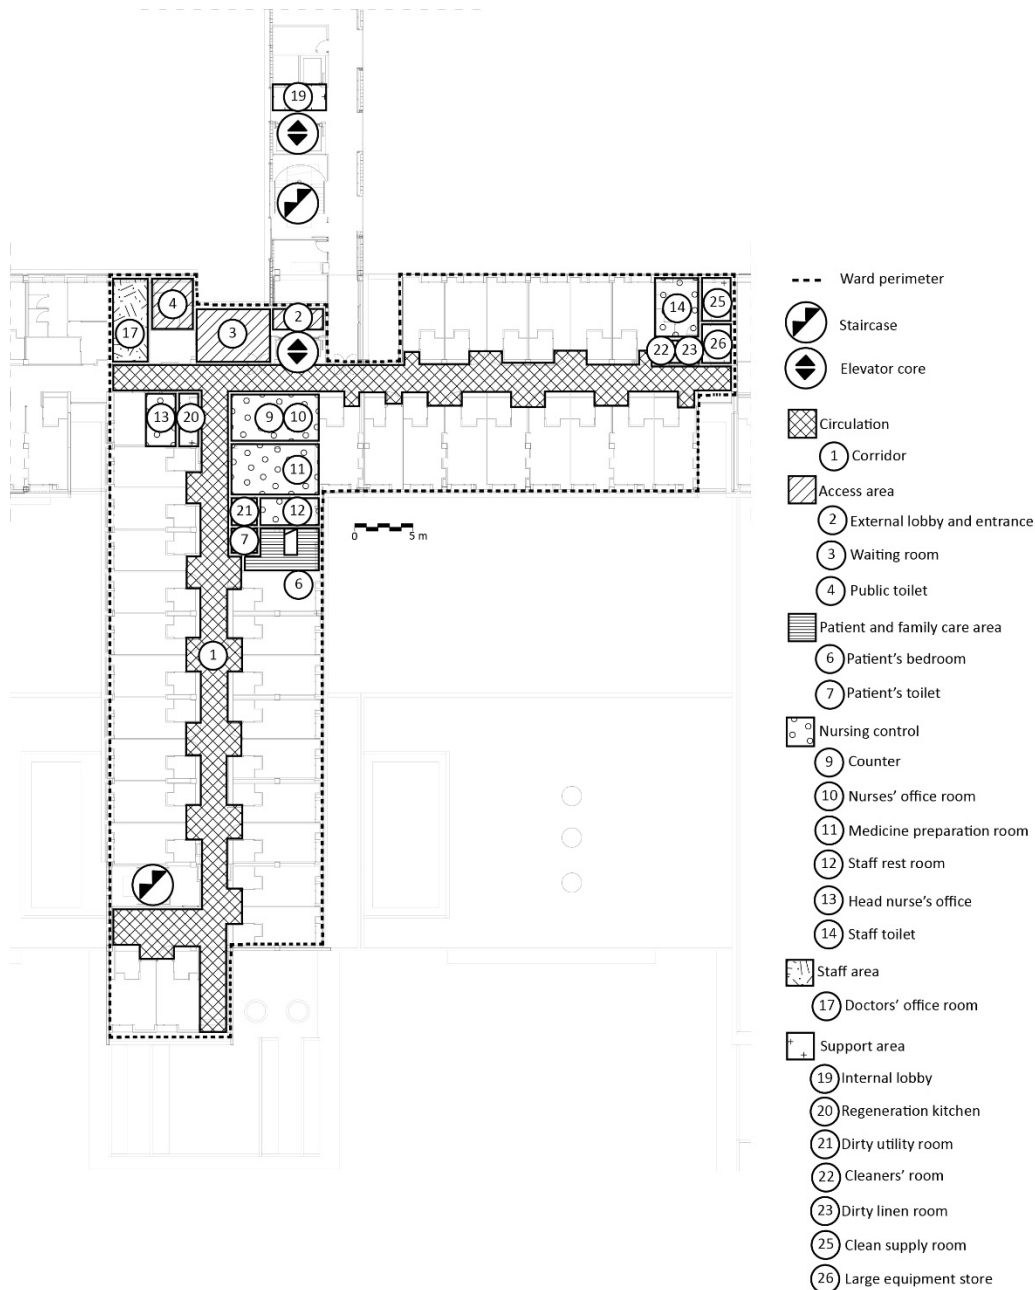 19
4
2
17
3
14
25
22
23
26
13
20
9
10
11
21
12
7
6
1
0
5 m
Ward perimeter
Staircase
Elevator core
Circulation
1 Corridor
Access area
2 External lobby and entrance
3 Waiting room
4 Public toilet
Patient and family care area
6 Patient's bedroom
7 Patient's toilet
Nursing control
9 Counter
10 Nurses' office room
11 Medicine preparation room
12 Staff rest room
13 Head nurse's office
14 Staff toilet
Staff area
17 Doctors' office room
Support area
19 Internal lobby
20 Regeneration kitchen
21 Dirty utility room
22 Cleaners' room
23 Dirty linen room
25 Clean supply room
26 Large equipment store